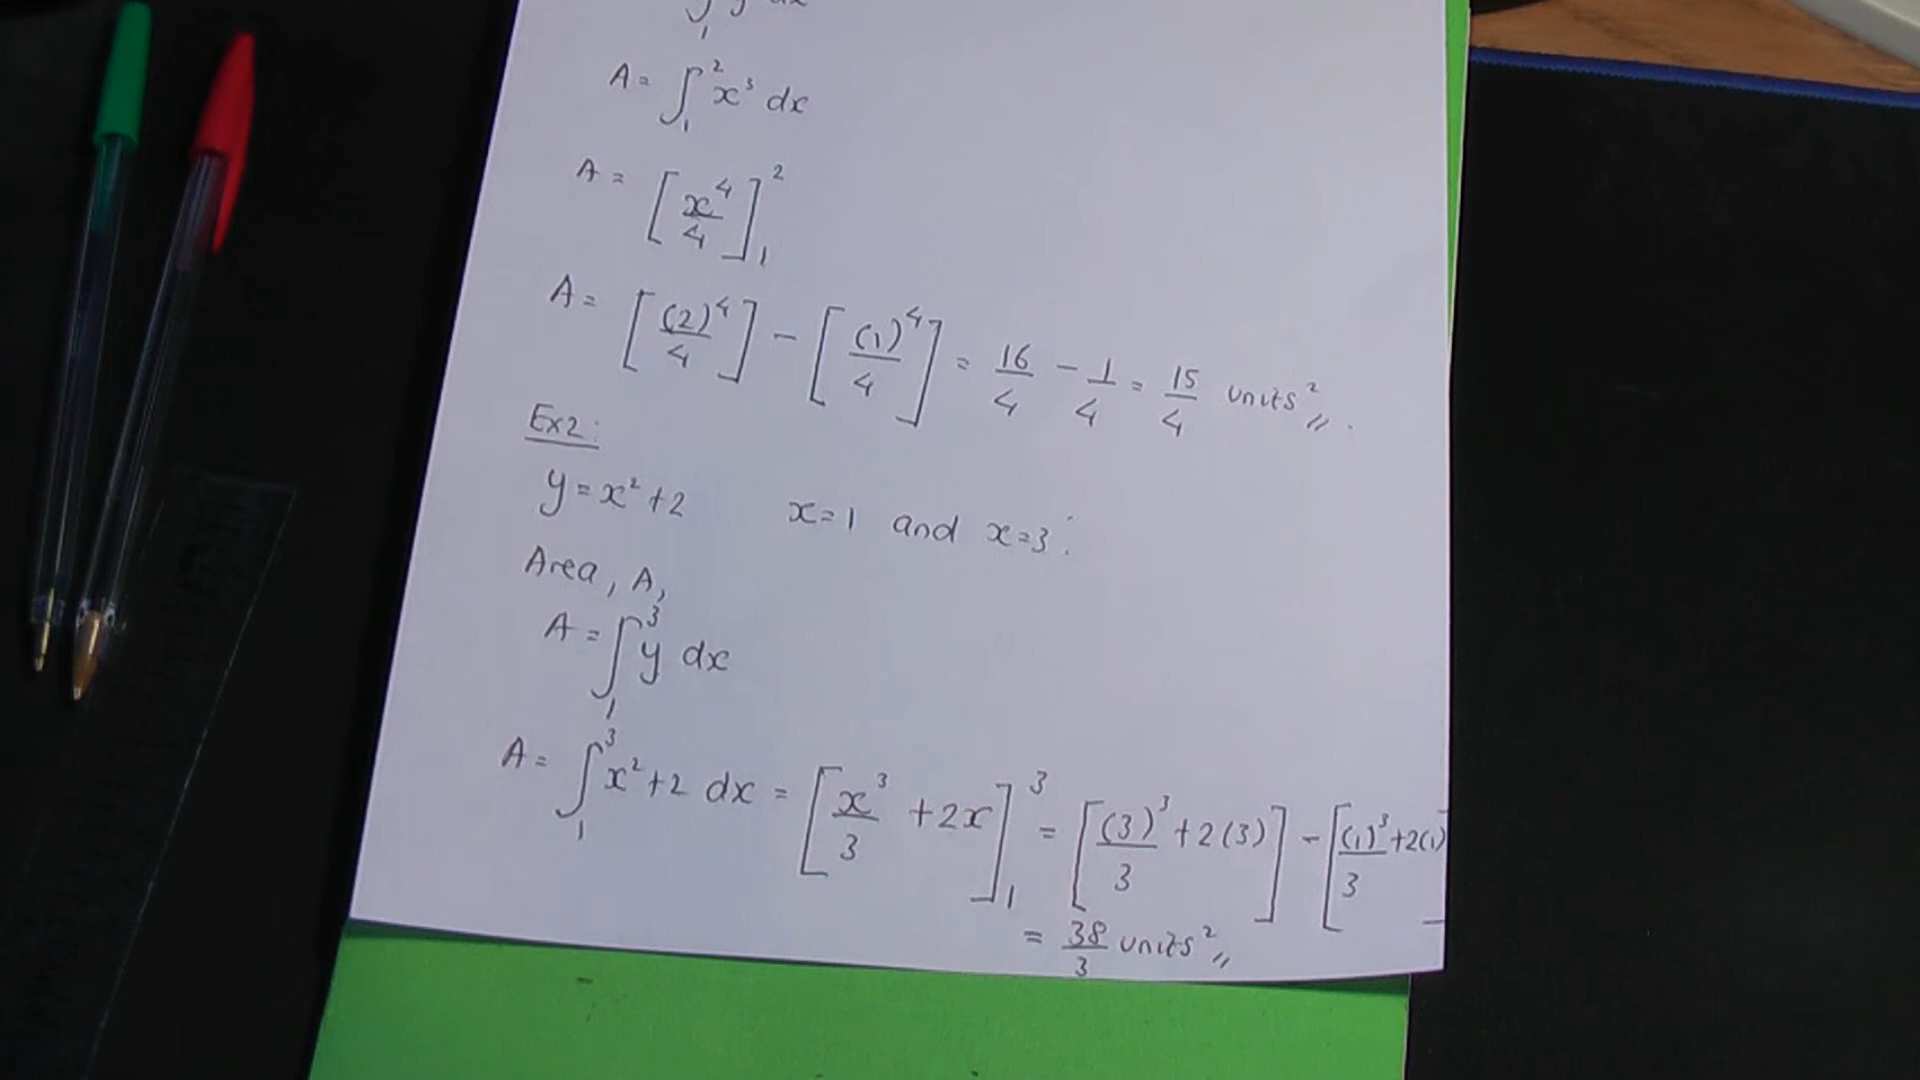 ∫₁ y dx
A = ∫₁² x³ dx
A = [x⁴/4]₁²
A = [(2)⁴/4] - [(1)⁴/4] = 16/4 - 1/4 = 15/4 units²//.
Ex2:
y = x² + 2 x = 1 and x = 3.
Area, A,
A = ∫₁³ y dx
A = ∫₁³ x² + 2 dx = [x³/3 + 2x]₁³ = [(3)³/3 + 2(3)] - [(1)³/3 + 2(1)
= 38/3 units²//